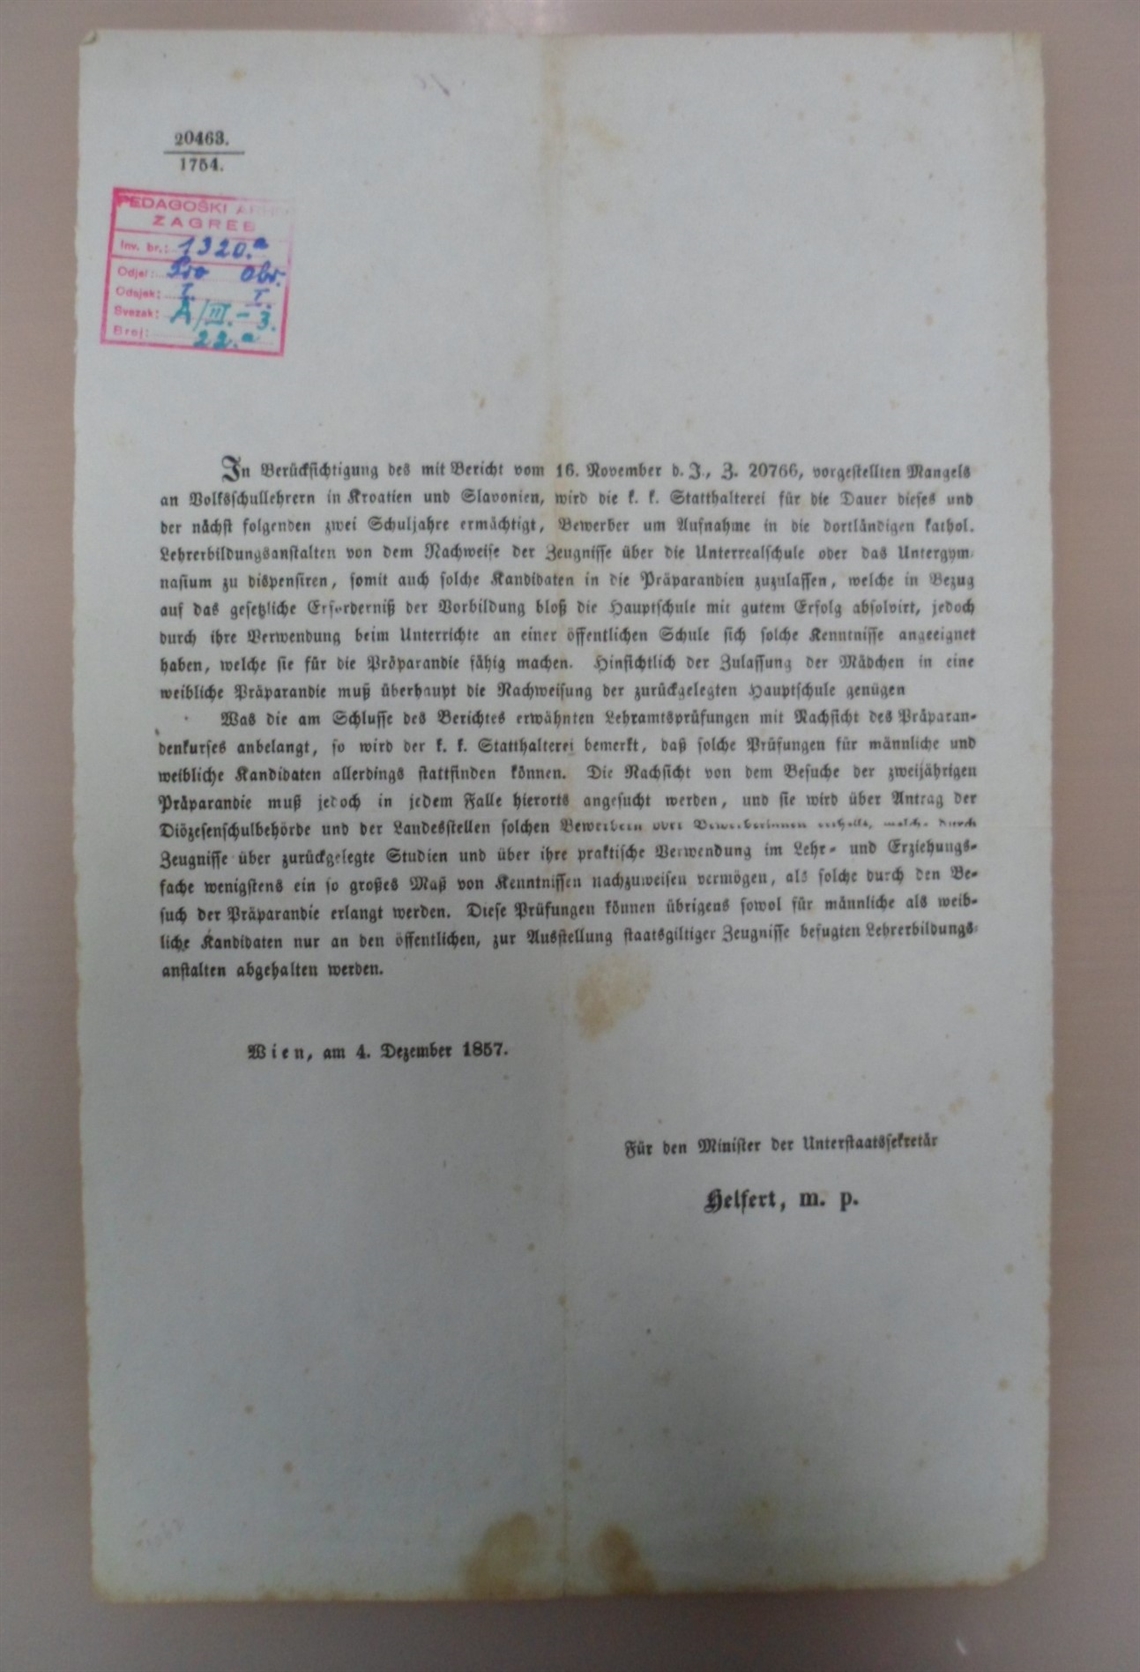 20463.
1754.
PEDAGOŠKI ARHIV
ZAGREB
Inv. br.: 1320.a
Odjel: Pro Obr.
Odsjek: I. I.
Svezak: A/III.-3.
Broj: 22.a
In Berücksichtigung des mit Bericht vom 16. November d. J., Z. 20766, vorgestellten Mangels
an Volksschullehrern in Kroatien und Slavonien, wird die k. k. Statthalterei für die Dauer dieses und
der nächst folgenden zwei Schuljahre ermächtigt, Bewerber um Aufnahme in die dortländigen kathol.
Lehrerbildungsanstalten von dem Nachweise der Zeugnisse über die Unterrealschule oder das Untergym-
nasium zu dispensiren, somit auch solche Kandidaten in die Präparandien zuzulassen, welche in Bezug
auf das gesetzliche Erforderniß der Vorbildung bloß die Hauptschule mit gutem Erfolg absolvirt, jedoch
durch ihre Verwendung beim Unterrichte an einer öffentlichen Schule sich solche Kenntnisse angeeignet
haben, welche sie für die Präparandie fähig machen. Hinsichtlich der Zulassung der Mädchen in eine
weibliche Präparandie muß überhaupt die Nachweisung der zurückgelegten Hauptschule genügen
Was die am Schlusse des Berichtes erwähnten Lehramtsprüfungen mit Nachsicht des Präparan-
denkurses anbelangt, so wird der k. k. Statthalterei bemerkt, daß solche Prüfungen für männliche und
weibliche Kandidaten allerdings stattfinden können. Die Nachsicht von dem Besuche der zweijährigen
Präparandie muß jedoch in jedem Falle hierorts angesucht werden, und sie wird über Antrag der
Diözesenschulbehörde und der Landesstellen solchen Bewerbern oder Bewerberinnen ertheilt, welche durch
Zeugnisse über zurückgelegte Studien und über ihre praktische Verwendung im Lehr- und Erziehungs-
fache wenigstens ein so großes Maß von Kenntnissen nachzuweisen vermögen, als solche durch den Be-
such der Präparandie erlangt werden. Diese Prüfungen können übrigens sowol für männliche als weib-
liche Kandidaten nur an den öffentlichen, zur Ausstellung staatsgiltiger Zeugnisse befugten Lehrerbildungs-
anstalten abgehalten werden.
Wien, am 4. Dezember 1857.
Für den Minister der Unterstaatssekretär
Helfert, m. p.